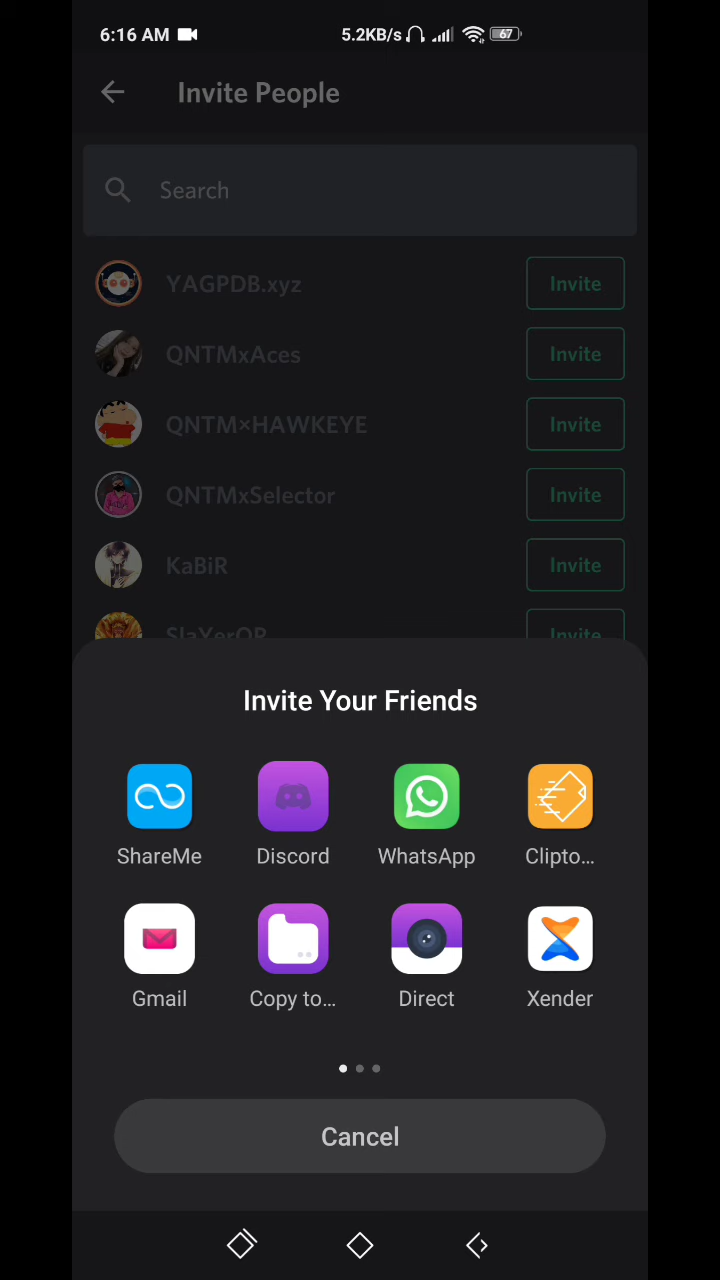 6:16 AM 5.2KB/s 67
Invite People
Search
YAGPDB.xyz Invite
QNTMxAces Invite
QNTM×HAWKEYE Invite
QNTMxSelector Invite
KaBiR Invite
SlaYerOP Invite
Invite Your Friends
ShareMe Discord WhatsApp Clipto...
Gmail Copy to... Direct Xender
Cancel